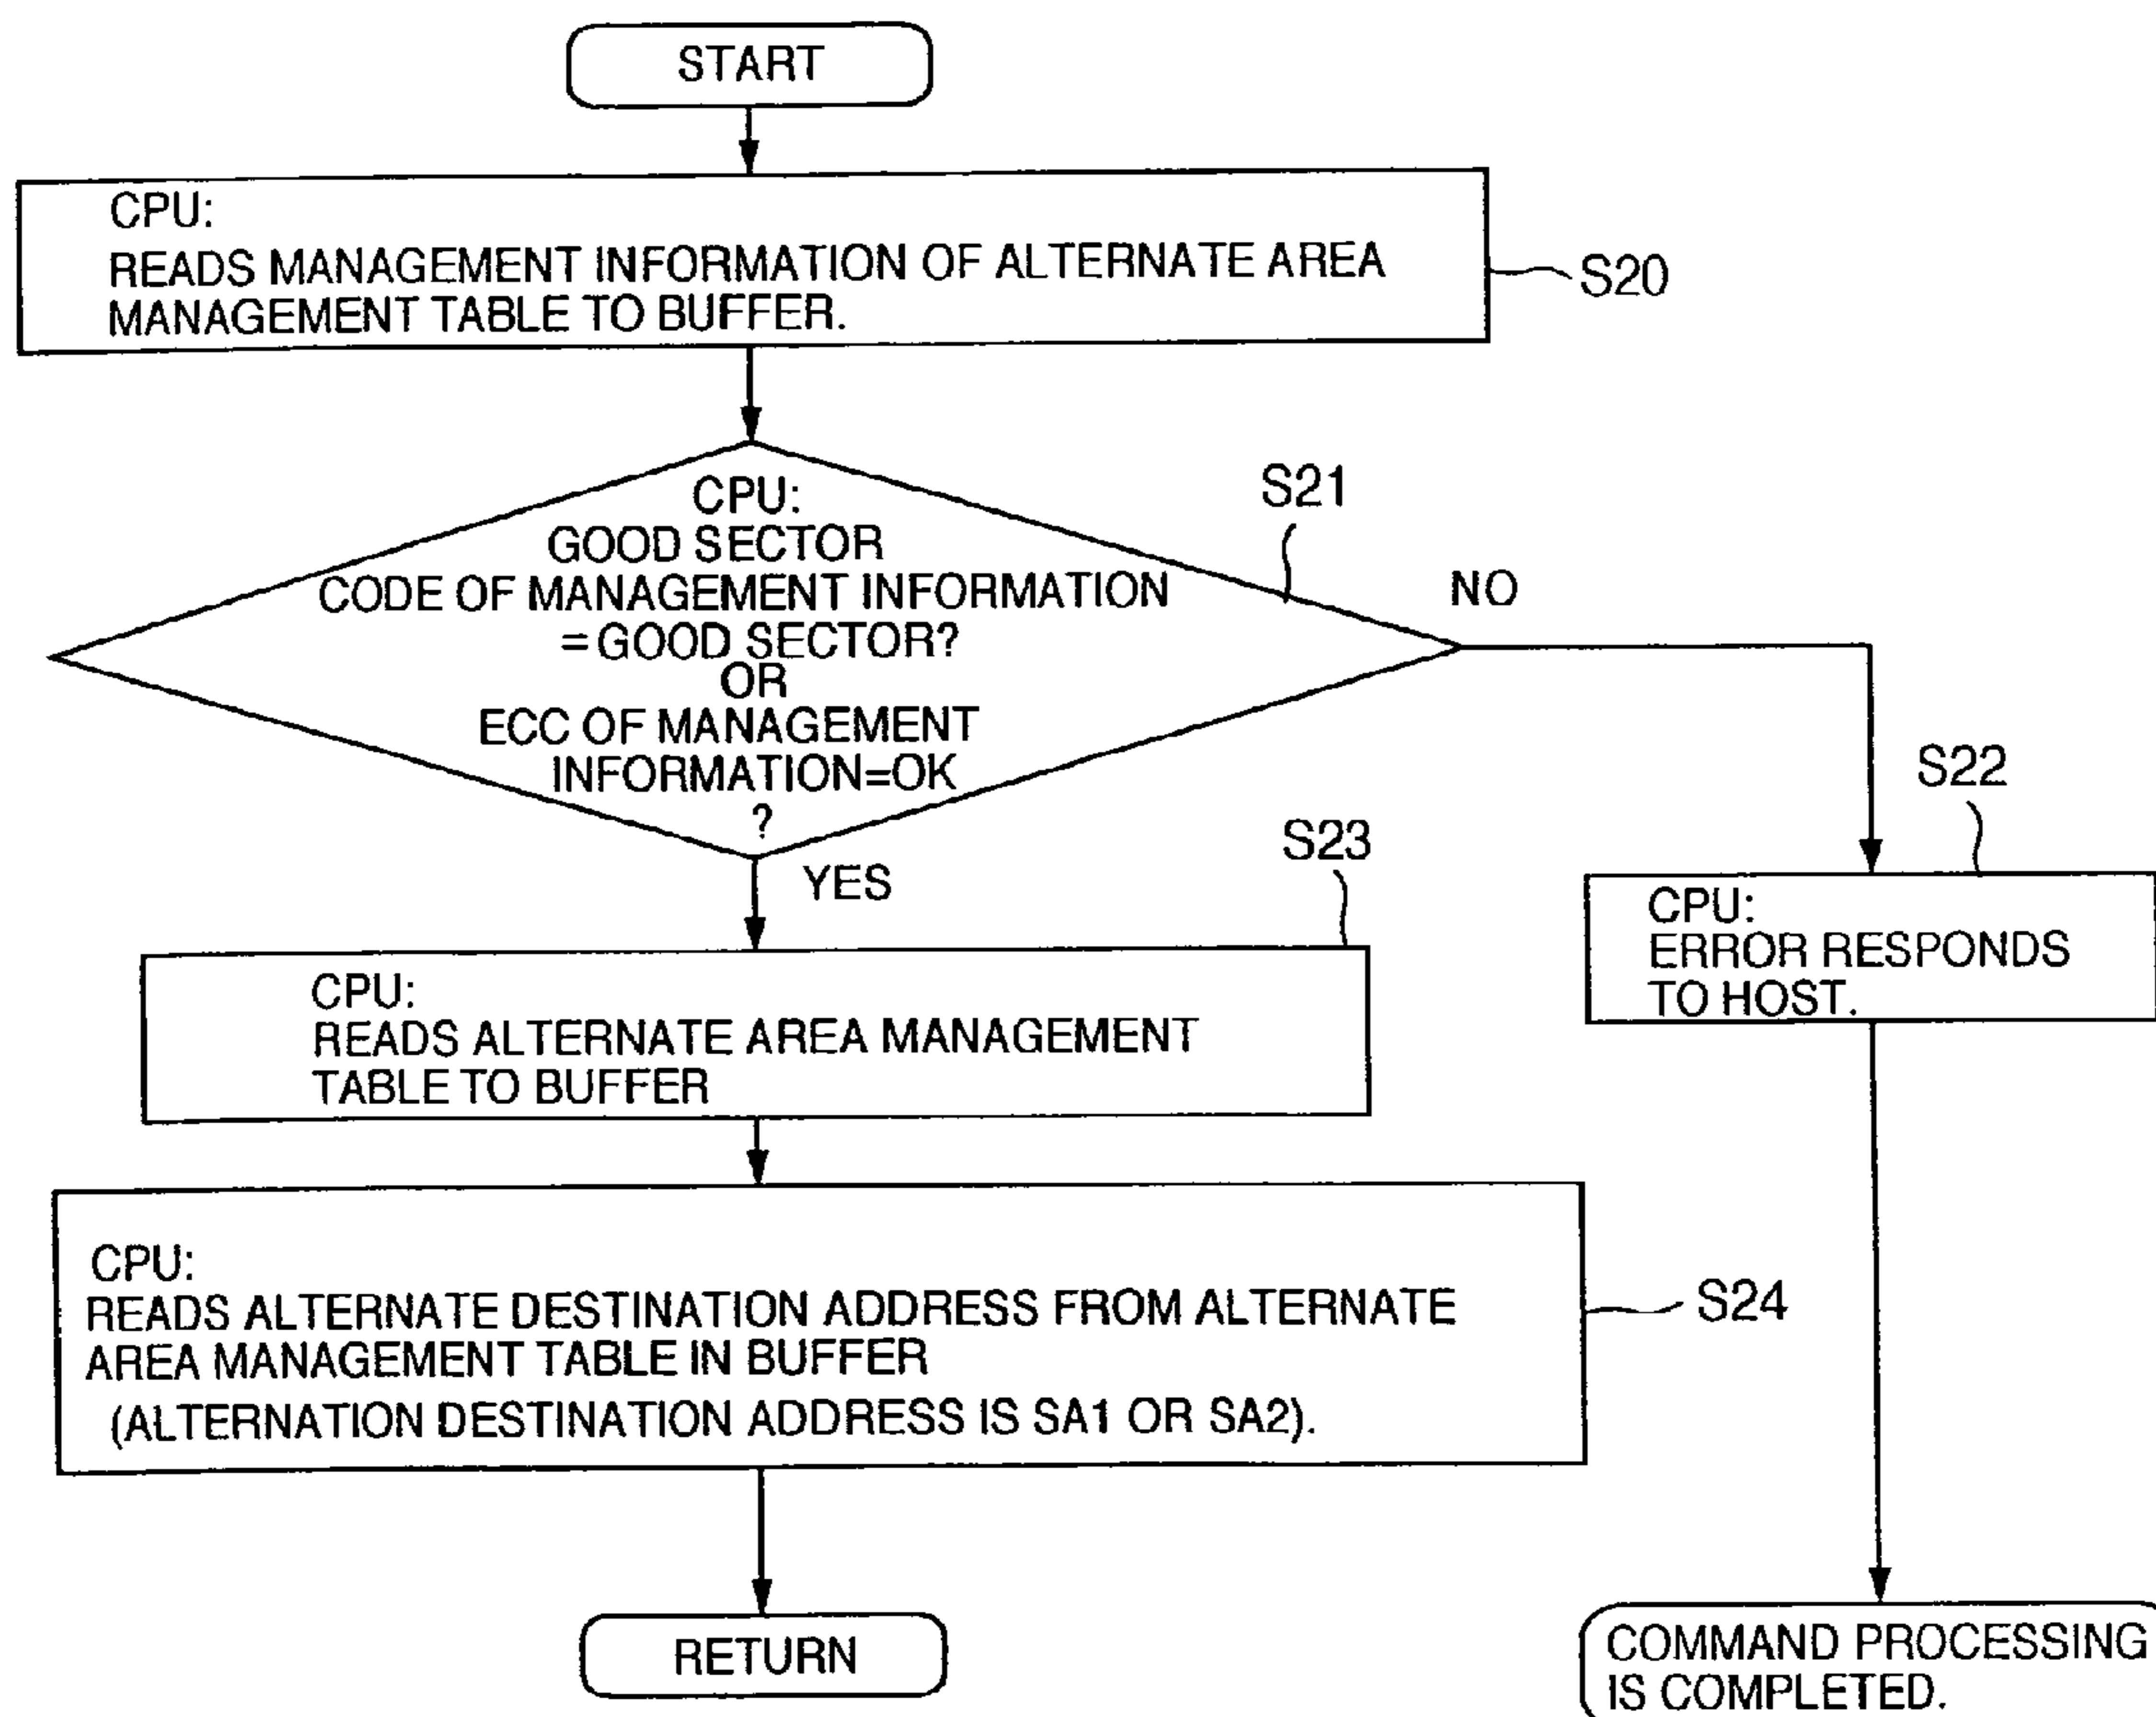 START
CPU:
READS MANAGEMENT INFORMATION OF ALTERNATE AREA
MANAGEMENT TABLE TO BUFFER.
S20
CPU:
GOOD SECTOR
CODE OF MANAGEMENT INFORMATION
=GOOD SECTOR?
OR
ECC OF MANAGEMENT
INFORMATION=OK
?
S21
NO
YES
S22
CPU:
ERROR RESPONDS
TO HOST.
S23
CPU:
READS ALTERNATE AREA MANAGEMENT
TABLE TO BUFFER
CPU:
READS ALTERNATE DESTINATION ADDRESS FROM ALTERNATE
AREA MANAGEMENT TABLE IN BUFFER
(ALTERNATION DESTINATION ADDRESS IS SA1 OR SA2).
S24
RETURN
COMMAND PROCESSING
IS COMPLETED.